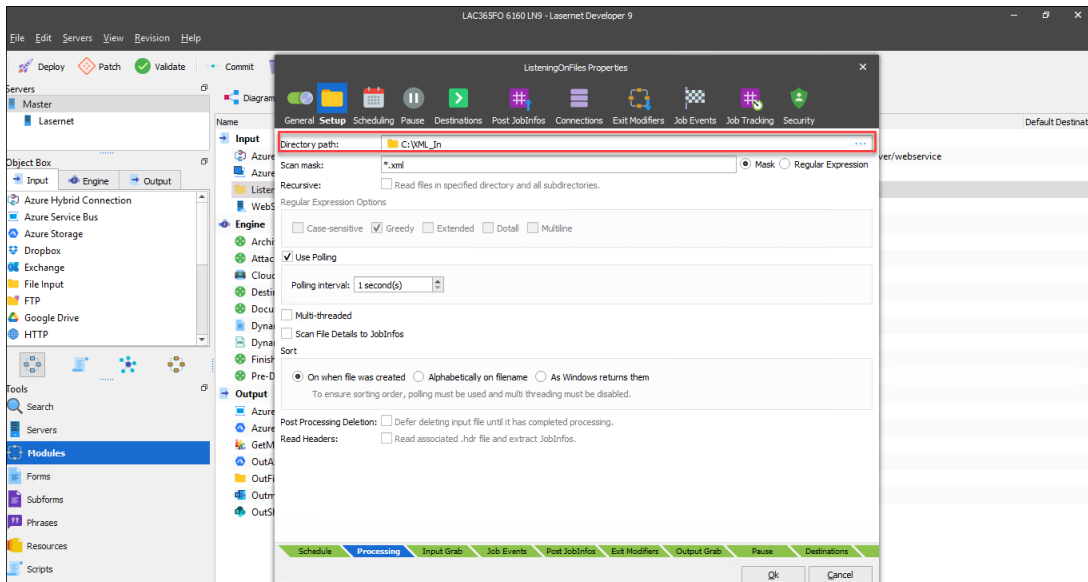 LAC365FO 6160 LN9 - Lasernet Developer 9
File Edit Servers View Revision Help
Deploy Patch Validate Commit
Servers
Master
Lasernet
Object Box
Input Engine Output
Azure Hybrid Connection
Azure Service Bus
Azure Storage
Dropbox
Exchange
File Input
FTP
Google Drive
HTTP
Tools
Search
Servers
Modules
Forms
Subforms
Phrases
Resources
Scripts
Diagram
Name
Default Destinat
Input
Azure
Azure
Lister
WebS
ver/webservice
Engine
Archi
Attac
Cloud
Desti
Docu
Dynar
Dynar
Finish
Pre-D
Output
Azure
Azure
GetM
OutA
OutFi
Outm
OutSl
ListeningOnFiles Properties
General Setup Scheduling Pause Destinations Post JobInfos Connections Exit Modifiers Job Events Job Tracking Security
Directory path: C:\XML_In ...
Scan mask: *.xml Mask Regular Expression
Recursive: Read files in specified directory and all subdirectories.
Regular Expression Options
Case-sensitive Greedy Extended Dotall Multiline
Use Polling
Polling interval: 1 second(s)
Multi-threaded
Scan File Details to JobInfos
Sort
On when file was created Alphabetically on filename As Windows returns them
To ensure sorting order, polling must be used and multi threading must be disabled.
Post Processing Deletion: Defer deleting input file until it has completed processing.
Read Headers: Read associated .hdr file and extract JobInfos.
Schedule Processing Input Grab Job Events Post JobInfos Exit Modifiers Output Grab Pause Destinations
Ok Cancel